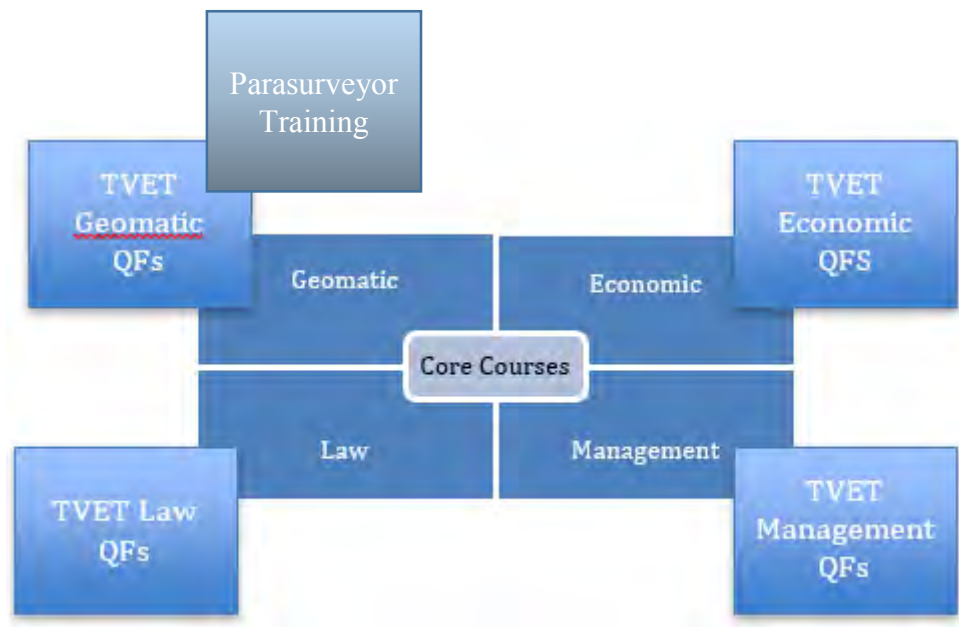 Parasurveyor
Training
TVET
Geomatic
QFs
TVET
Economic
QFS
Geomatic
Economic
Core Courses
Law
Management
TVET Law
QFs
TVET
Management
QFs